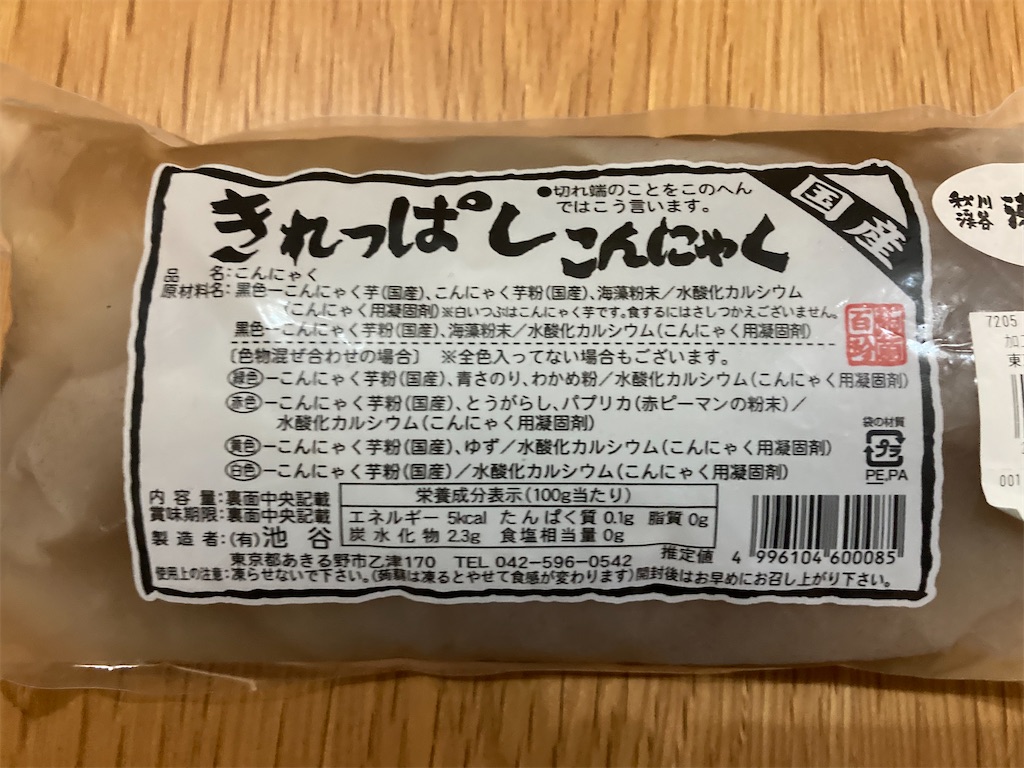 きれっぱしこんにゃく
●切れ端のことをこのへん
ではこう言います。
国産
品名:こんにゃく
原材料名:黒色ーこんにゃく芋(国産)、こんにゃく芋粉(国産)、海藻粉末/水酸化カルシウム
(こんにゃく用凝固剤)※白いつぶはこんにゃく芋です。食するにはさしつかえございません。
黒色ーこんにゃく芋粉(国産)、海藻粉末/水酸化カルシウム(こんにゃく用凝固剤)
〔色物混ぜ合わせの場合〕 ※全色入ってない場合もございます。
緑色ーこんにゃく芋粉(国産)、青さのり、わかめ粉/水酸化カルシウム(こんにゃく用凝固剤)
赤色ーこんにゃく芋粉(国産)、とうがらし、パプリカ(赤ピーマンの粉末)/
水酸化カルシウム(こんにゃく用凝固剤)
黄色ーこんにゃく芋粉(国産)、ゆず/水酸化カルシウム(こんにゃく用凝固剤)
白色ーこんにゃく芋粉(国産)/水酸化カルシウム(こんにゃく用凝固剤)
袋の材質
プラ
PE,PA
内容量:裏面中央記載
賞味期限:裏面中央記載
製造者:(有)池谷
東京都あきる野市乙津170 TEL 042-596-0542
栄養成分表示(100g当たり)
エネルギー 5kcal たんぱく質 0.1g 脂質 0g
炭水化物 2.3g 食塩相当量 0g
推定値
4 996104 600085
使用上の注意:凍らせないで下さい。(蒟蒻は凍るとやせて食感が変わります)開封後はお早めにお召し上がり下さい。
秋川
渓谷
7205
加工
東
001